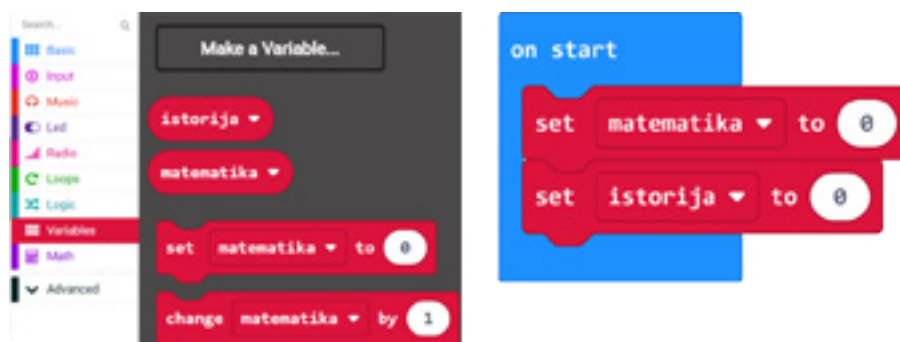 Search...
Basic
Input
Music
Led
Radio
Loops
Logic
Variables
Math
Advanced
Make a Variable...
istorija
matematika
set matematika to 0
change matematika by 1
on start
set matematika to 0
set istorija to 0